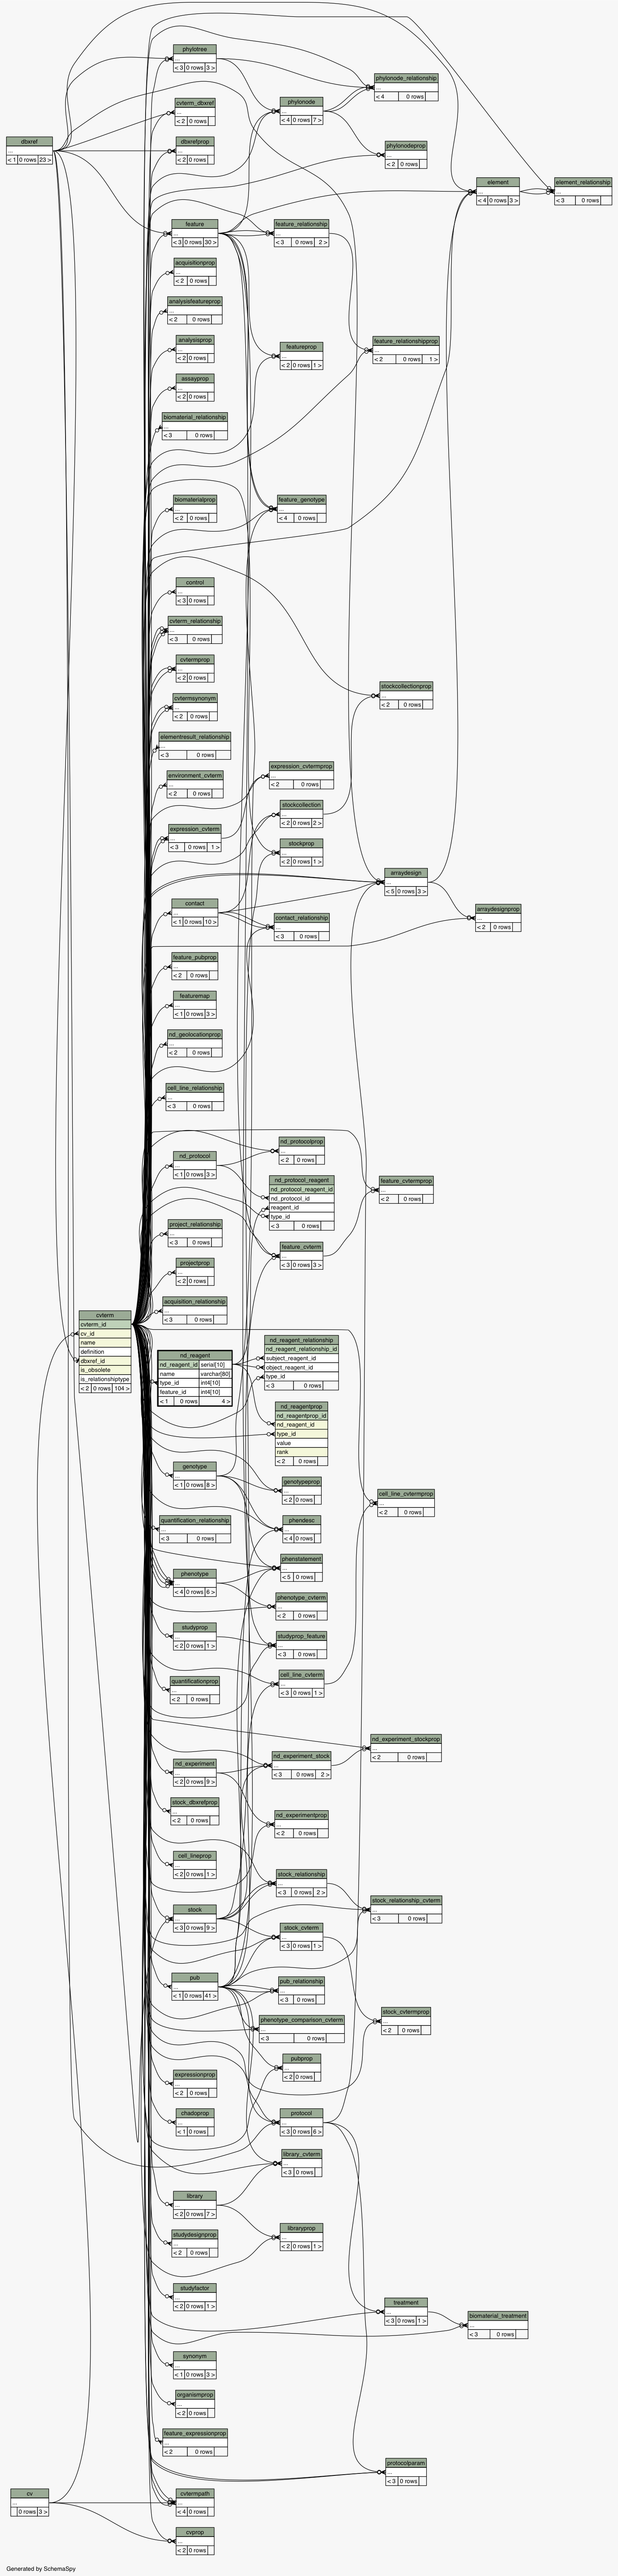 phylotree
...
< 3 0 rows 3 >
phylonode_relationship
...
< 4 0 rows
cvterm_dbxref
...
< 2 0 rows
phylonode
...
< 4 0 rows 7 >
dbxref
...
< 1 0 rows 23 >
dbxrefprop
...
< 2 0 rows
phylonodeprop
...
< 2 0 rows
element
...
< 4 0 rows 3 >
element_relationship
...
< 3 0 rows
feature
...
< 3 0 rows 30 >
feature_relationship
...
< 3 0 rows 2 >
acquisitionprop
...
< 2 0 rows
analysisfeatureprop
...
< 2 0 rows
analysisprop
...
< 2 0 rows
featureprop
...
< 2 0 rows 1 >
feature_relationshipprop
...
< 2 0 rows 1 >
assayprop
...
< 2 0 rows
biomaterial_relationship
...
< 3 0 rows
biomaterialprop
...
< 2 0 rows
feature_genotype
...
< 4 0 rows
control
...
< 3 0 rows
cvterm_relationship
...
< 3 0 rows
cvtermprop
...
< 2 0 rows
stockcollectionprop
...
< 2 0 rows
cvtermsynonym
...
< 2 0 rows
elementresult_relationship
...
< 3 0 rows
environment_cvterm
...
< 2 0 rows
expression_cvtermprop
...
< 2 0 rows
stockcollection
...
< 2 0 rows 2 >
expression_cvterm
...
< 3 0 rows 1 >
stockprop
...
< 2 0 rows 1 >
arraydesign
...
< 5 0 rows 3 >
contact
...
< 1 0 rows 10 >
contact_relationship
...
< 3 0 rows
arraydesignprop
...
< 2 0 rows
feature_pubprop
...
< 2 0 rows
featuremap
...
< 1 0 rows 3 >
nd_geolocationprop
...
< 2 0 rows
cell_line_relationship
...
< 3 0 rows
nd_protocol
...
< 1 0 rows 3 >
nd_protocolprop
...
< 2 0 rows
nd_protocol_reagent
nd_protocol_reagent_id
nd_protocol_id
reagent_id
type_id
< 3 0 rows
feature_cvtermprop
...
< 2 0 rows
project_relationship
...
< 3 0 rows
feature_cvterm
...
< 3 0 rows 3 >
projectprop
...
< 2 0 rows
acquisition_relationship
...
< 3 0 rows
cvterm
cvterm_id
cv_id
name
definition
dbxref_id
is_obsolete
is_relationshiptype
< 2 0 rows 104 >
nd_reagent
nd_reagent_id serial[10]
name varchar[80]
type_id int4[10]
feature_id int4[10]
< 1 0 rows 4 >
nd_reagent_relationship
nd_reagent_relationship_id
subject_reagent_id
object_reagent_id
type_id
< 3 0 rows
nd_reagentprop
nd_reagentprop_id
nd_reagent_id
type_id
value
rank
< 2 0 rows
genotype
...
< 1 0 rows 8 >
genotypeprop
...
< 2 0 rows
cell_line_cvtermprop
...
< 2 0 rows
quantification_relationship
...
< 3 0 rows
phendesc
...
< 4 0 rows
phenotype
...
< 4 0 rows 6 >
phenstatement
...
< 5 0 rows
phenotype_cvterm
...
< 2 0 rows
studyprop
...
< 2 0 rows 1 >
studyprop_feature
...
< 3 0 rows
quantificationprop
...
< 2 0 rows
cell_line_cvterm
...
< 3 0 rows 1 >
nd_experiment_stockprop
...
< 2 0 rows
nd_experiment
...
< 2 0 rows 9 >
nd_experiment_stock
...
< 3 0 rows 2 >
stock_dbxrefprop
...
< 2 0 rows
nd_experimentprop
...
< 2 0 rows
cell_lineprop
...
< 2 0 rows 1 >
stock_relationship
...
< 3 0 rows 2 >
stock_relationship_cvterm
...
< 3 0 rows
stock
...
< 3 0 rows 9 >
stock_cvterm
...
< 3 0 rows 1 >
pub
...
< 1 0 rows 41 >
pub_relationship
...
< 3 0 rows
phenotype_comparison_cvterm
...
< 3 0 rows
stock_cvtermprop
...
< 2 0 rows
pubprop
...
< 2 0 rows
expressionprop
...
< 2 0 rows
chadoprop
...
< 1 0 rows
protocol
...
< 3 0 rows 6 >
library_cvterm
...
< 3 0 rows
library
...
< 2 0 rows 7 >
studydesignprop
...
< 2 0 rows
libraryprop
...
< 2 0 rows 1 >
studyfactor
...
< 2 0 rows 1 >
treatment
...
< 3 0 rows 1 >
biomaterial_treatment
...
< 3 0 rows
synonym
...
< 1 0 rows 3 >
organismprop
...
< 2 0 rows
feature_expressionprop
...
< 2 0 rows
protocolparam
...
< 3 0 rows
cv
...
0 rows 3 >
cvtermpath
...
< 4 0 rows
cvprop
...
< 2 0 rows
Generated by SchemaSpy